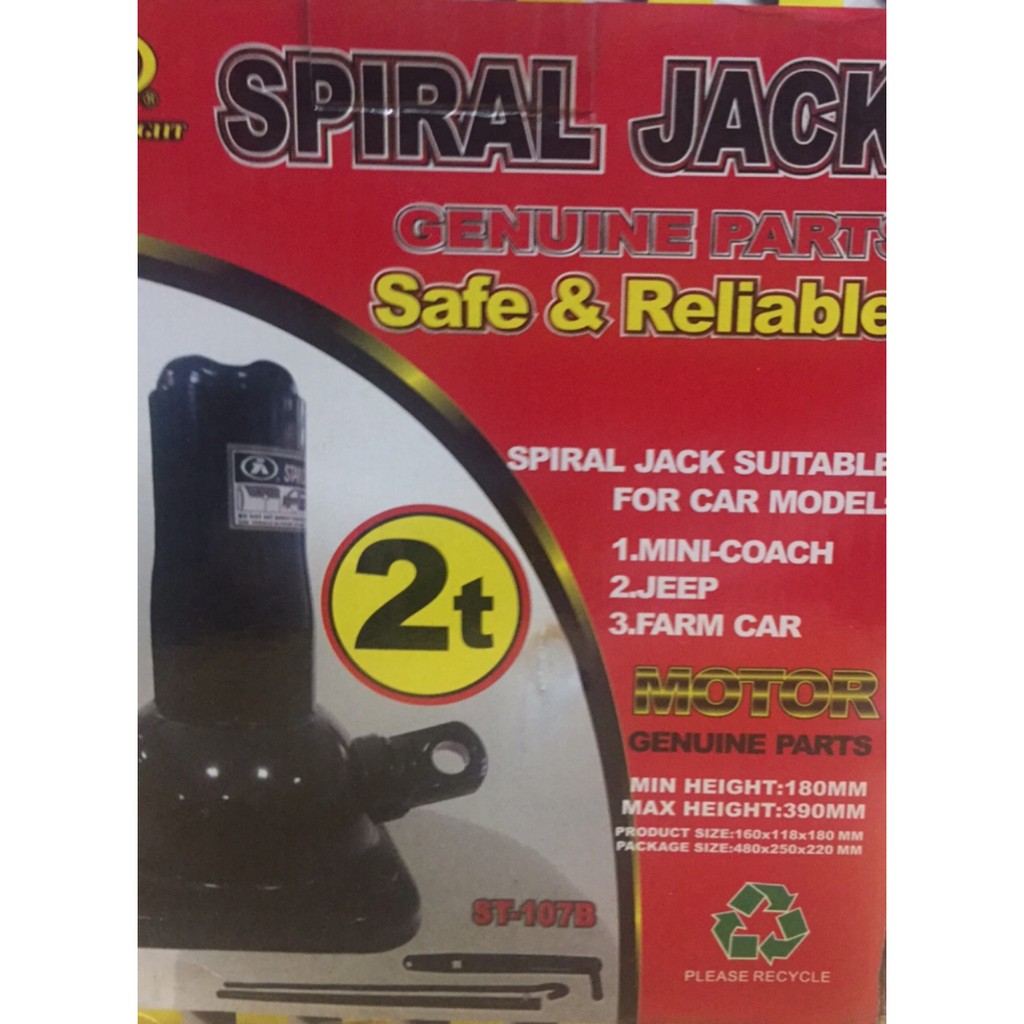 SPIRAL JACK
®
GENUINE PARTS
Safe & Reliable
SPIRAL JACK SUITABLE
FOR CAR MODEL
1.MINI-COACH
2.JEEP
3.FARM CAR
2t
MOTOR
GENUINE PARTS
MIN HEIGHT:180MM
MAX HEIGHT:390MM
PRODUCT SIZE:160x118x180 MM
PACKAGE SIZE:480x250x220 MM
ST-107B
PLEASE RECYCLE